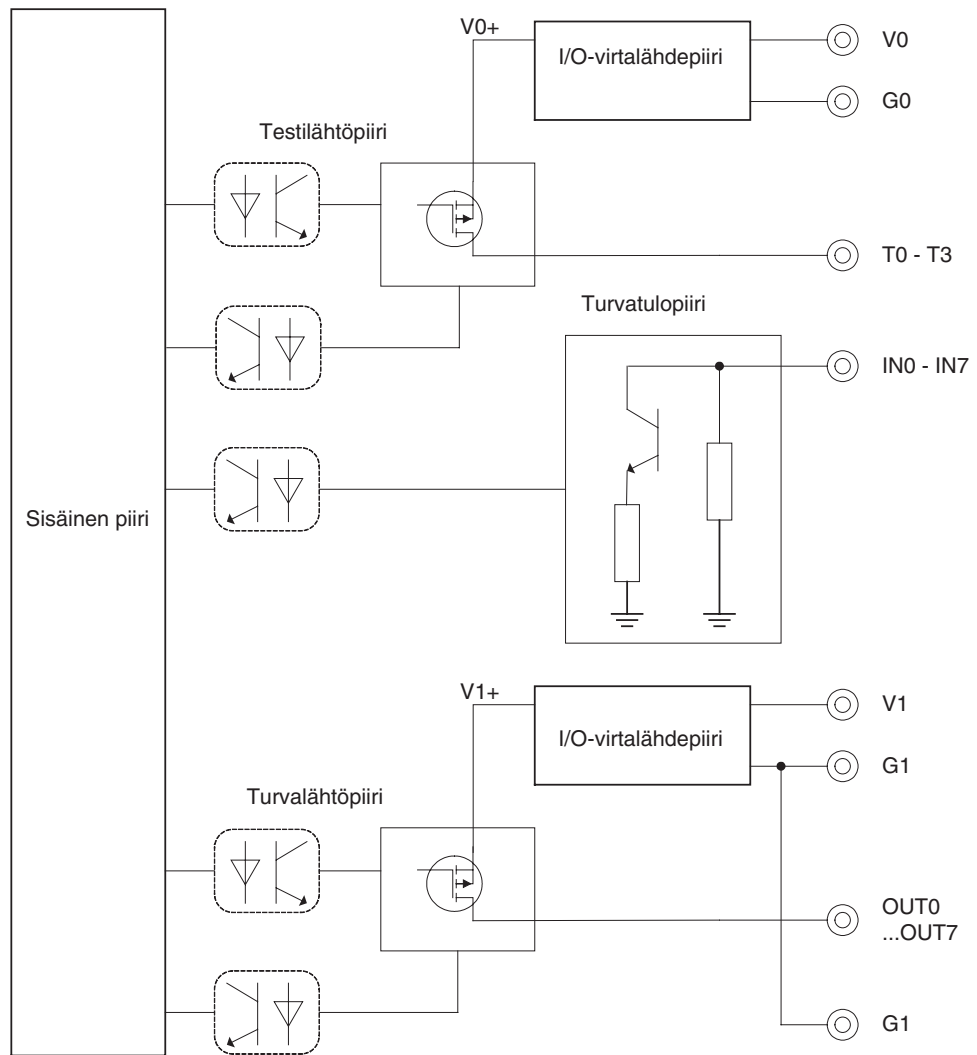 V0+
I/O-virtalähdepiiri
V0
G0
Testilähtöpiiri
T0 - T3
Turvatulopiiri
IN0 - IN7
Sisäinen piiri
V1+
I/O-virtalähdepiiri
V1
G1
Turvalähtöpiiri
OUT0
...OUT7
G1